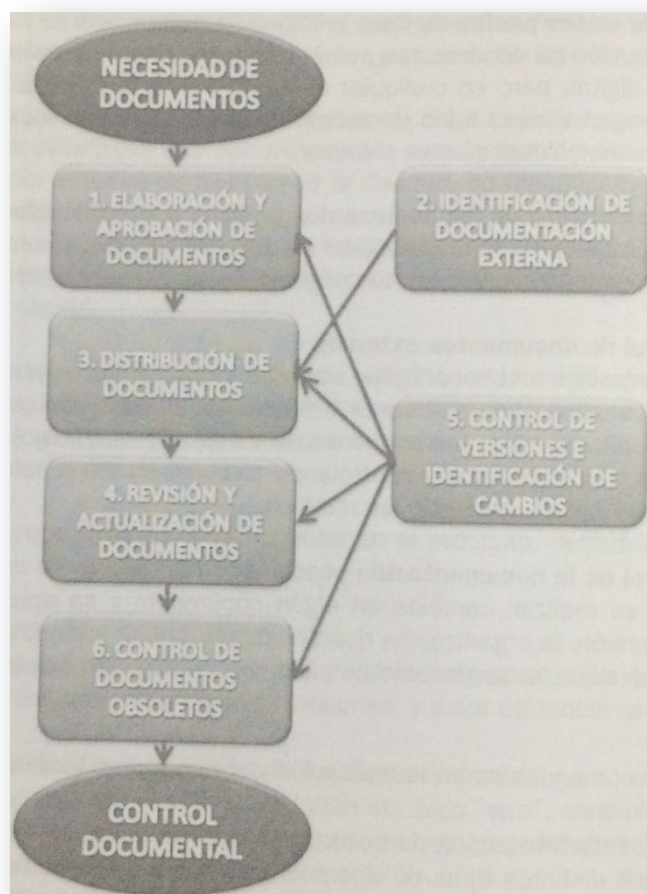 NECESIDAD DE
DOCUMENTOS
1. ELABORACIÓN Y
APROBACIÓN DE
DOCUMENTOS
2. IDENTIFICACIÓN DE
DOCUMENTACIÓN
EXTERNA
3. DISTRIBUCIÓN DE
DOCUMENTOS
4. REVISIÓN Y
ACTUALIZACIÓN DE
DOCUMENTOS
5. CONTROL DE
VERSIONES E
IDENTIFICACIÓN DE
CAMBIOS
6. CONTROL DE
DOCUMENTOS
OBSOLETOS
CONTROL
DOCUMENTAL